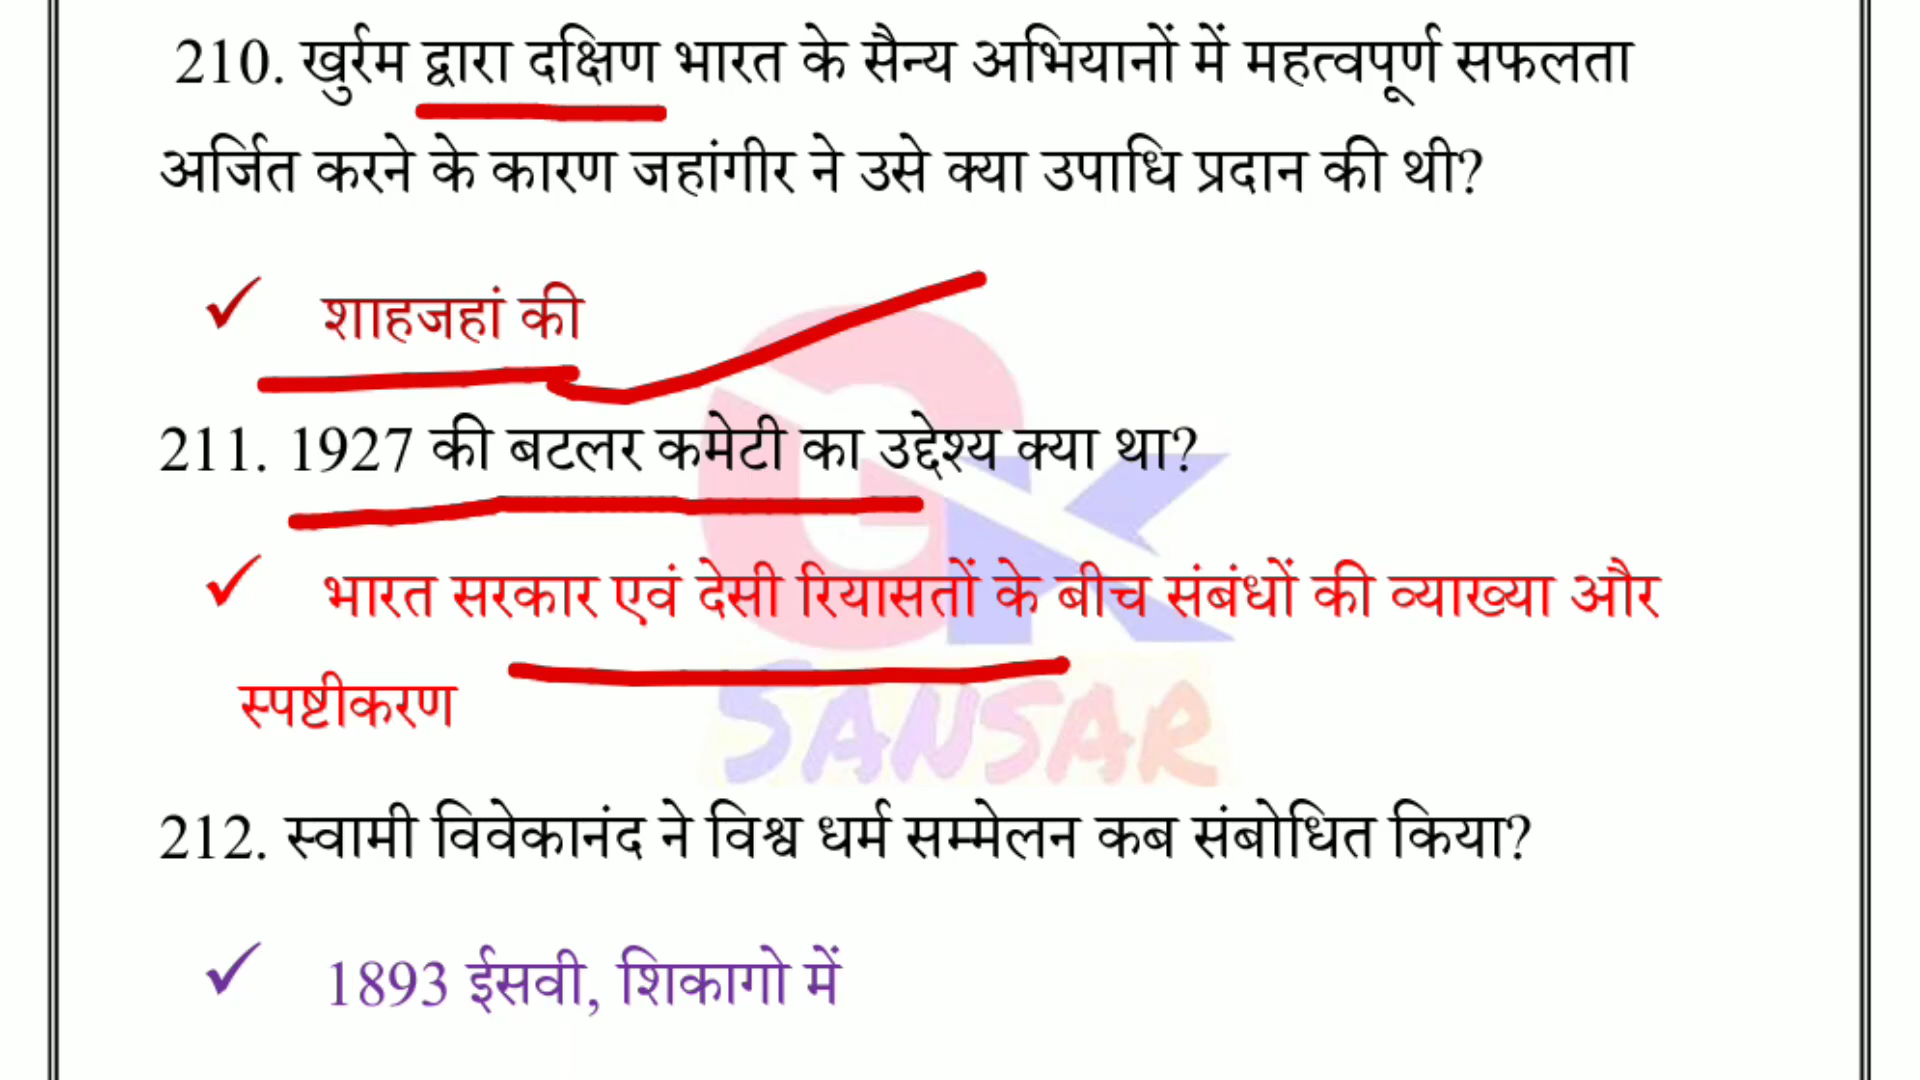 210. खुर्रम द्वारा दक्षिण भारत के सैन्य अभियानों में महत्वपूर्ण सफलता
अर्जित करने के कारण जहांगीर ने उसे क्या उपाधि प्रदान की थी?
✓ शाहजहां की
211. 1927 की बटलर कमेटी का उद्देश्य क्या था?
✓ भारत सरकार एवं देसी रियासतों के बीच संबंधों की व्याख्या और
स्पष्टीकरण
GK
SANSAR
212. स्वामी विवेकानंद ने विश्व धर्म सम्मेलन कब संबोधित किया?
✓ 1893 ईसवी, शिकागो में